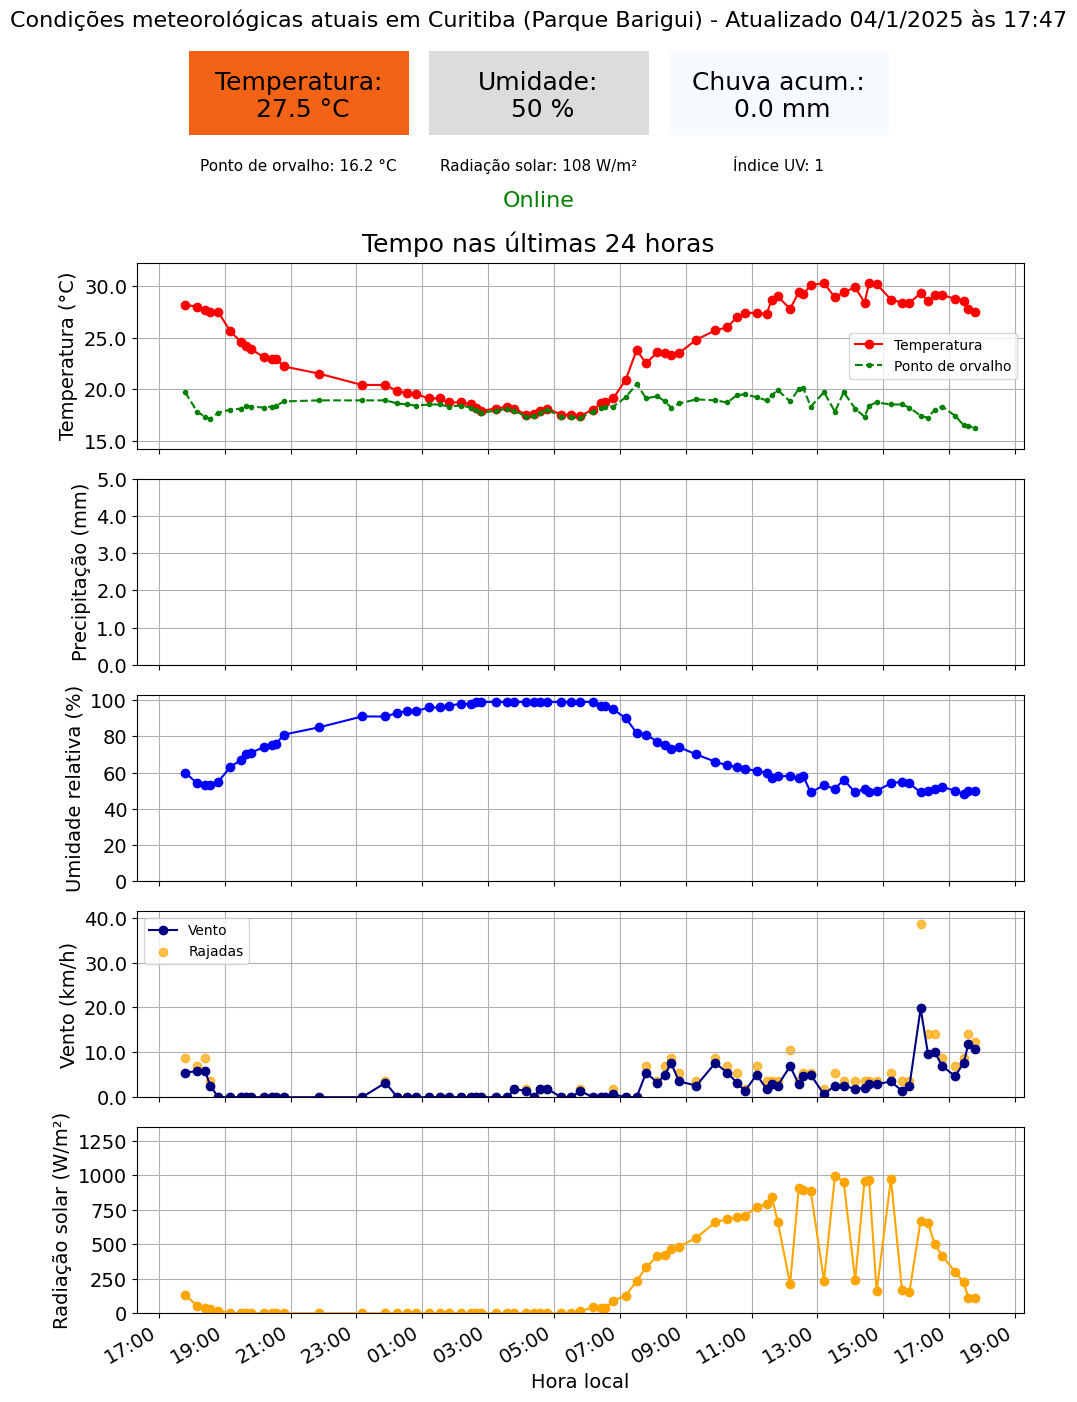 Condições meteorológicas atuais em Curitiba (Parque Barigui) - Atualizado 04/1/2025 às 17:47
Temperatura:
27.5 °C
Umidade:
50 %
Chuva acum.:
0.0 mm
Ponto de orvalho: 16.2 °C
Radiação solar: 108 W/m²
Índice UV: 1
Online
Tempo nas últimas 24 horas
Temperatura (°C)
30.0
25.0
20.0
15.0
Temperatura
Ponto de orvalho
Precipitação (mm)
5.0
4.0
3.0
2.0
1.0
0.0
Umidade relativa (%)
100
80
60
40
20
0
Vento (km/h)
40.0
30.0
20.0
10.0
0.0
Vento
Rajadas
Radiação solar (W/m²)
1250
1000
750
500
250
0
17:00
19:00
21:00
23:00
01:00
03:00
05:00
07:00
09:00
11:00
13:00
15:00
17:00
19:00
Hora local